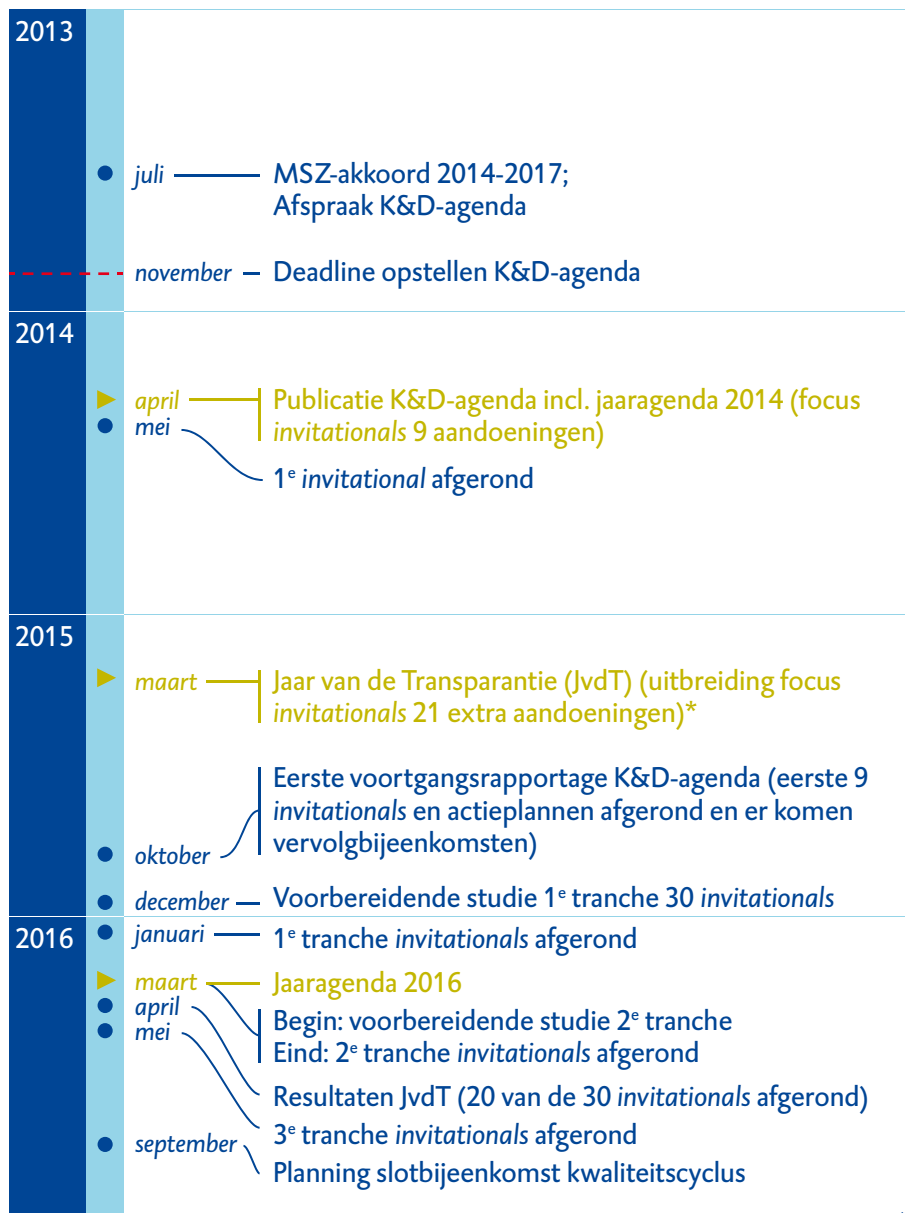 2013
juli MSZ-akkoord 2014-2017;
Afspraak K&D-agenda
november Deadline opstellen K&D-agenda
2014
april Publicatie K&D-agenda incl. jaaragenda 2014 (focus
invitationals 9 aandoeningen)
mei
1e invitational afgerond
2015
maart Jaar van de Transparantie (JvdT) (uitbreiding focus
invitationals 21 extra aandoeningen)*
Eerste voortgangsrapportage K&D-agenda (eerste 9
invitationals en actieplannen afgerond en er komen
vervolgbijeenkomsten)
oktober
december Voorbereidende studie 1e tranche 30 invitationals
2016
januari 1e tranche invitationals afgerond
maart Jaaragenda 2016
april
mei
Begin: voorbereidende studie 2e tranche
Eind: 2e tranche invitationals afgerond
Resultaten JvdT (20 van de 30 invitationals afgerond)
3e tranche invitationals afgerond
september
Planning slotbijeenkomst kwaliteitscyclus